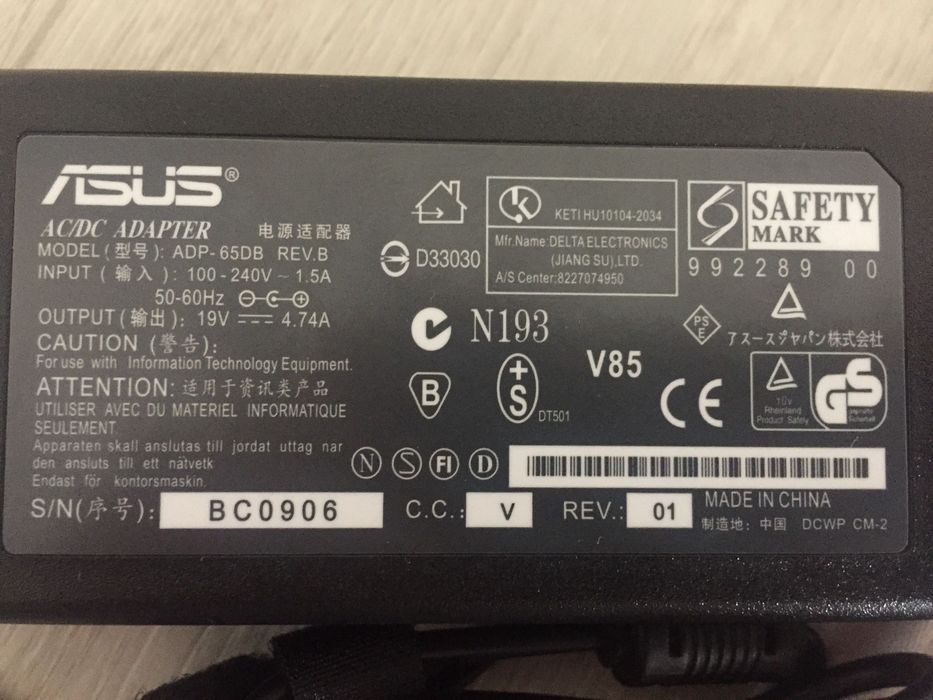 ASUS®
AC/DC ADAPTER 电源适配器
MODEL (型号): ADP-65DB REV.B
INPUT (输入): 100-240V~1.5A
50-60Hz
OUTPUT (输出): 19V 4.74A
CAUTION (警告):
For use with Information Technology Equipment.
ATTENTION: 适用于资讯类产品
UTILISER AVEC DU MATERIEL INFORMATIQUE
SEULEMENT.
Apparaten skall anslutas till jordat uttag nar
den ansluts till ett nätvetk
Endast för kontorsmaskin.
S/N(序号): BC0906 C.C.: V REV.: 01
D33030
KETI HU10104-2034
Mfr.Name:DELTA ELECTRONICS
(JIANG SU),LTD.
A/S Center:8227074950
SAFETY
MARK
992289 00
N193
PS
E
アスースジャパン株式会社
B
+
S
DT501
V85
CE
TÜV
Rheinland
Product Safety
GS
geprüfte
Sicherheit
N S FI D
MADE IN CHINA
制造地: 中国 DCWP CM-2